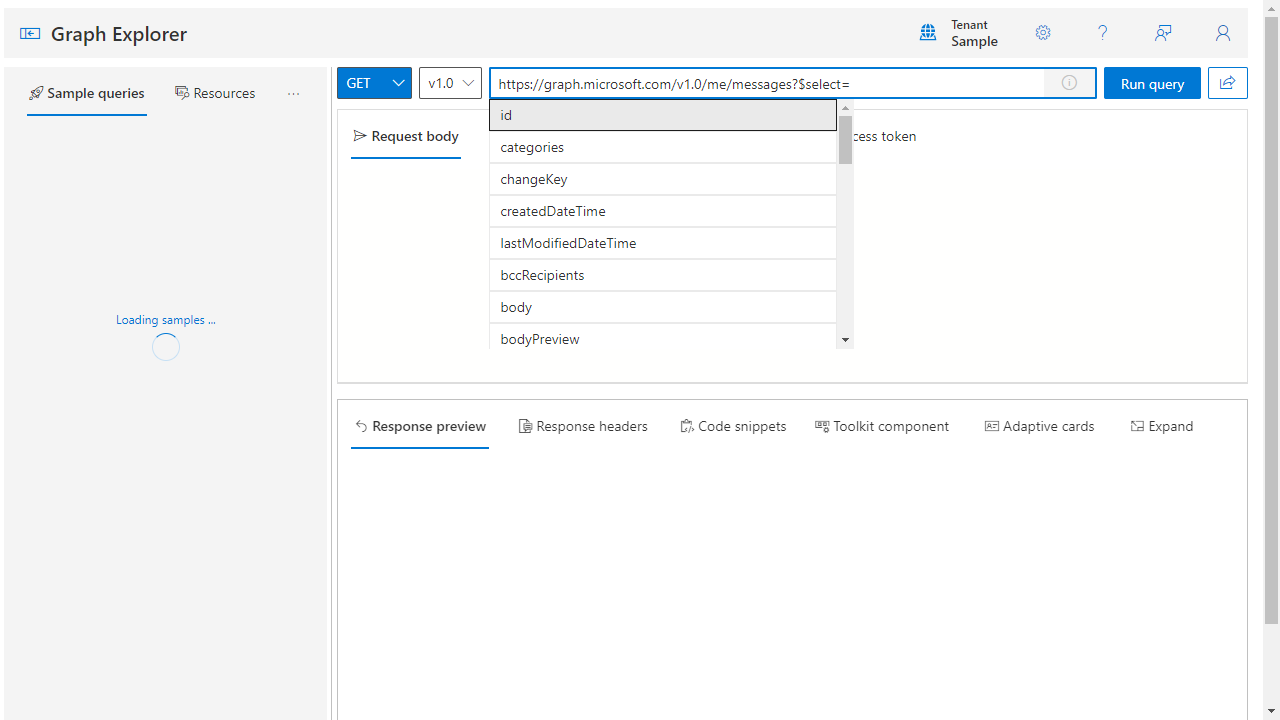 Graph Explorer
Tenant
Sample
Sample queries
Resources
GET
v1.0
https://graph.microsoft.com/v1.0/me/messages?$select=
Run query
id
categories
changeKey
createdDateTime
lastModifiedDateTime
bccRecipients
body
bodyPreview
Request body
cess token
Loading samples ...
Response preview
Response headers
Code snippets
Toolkit component
Adaptive cards
Expand